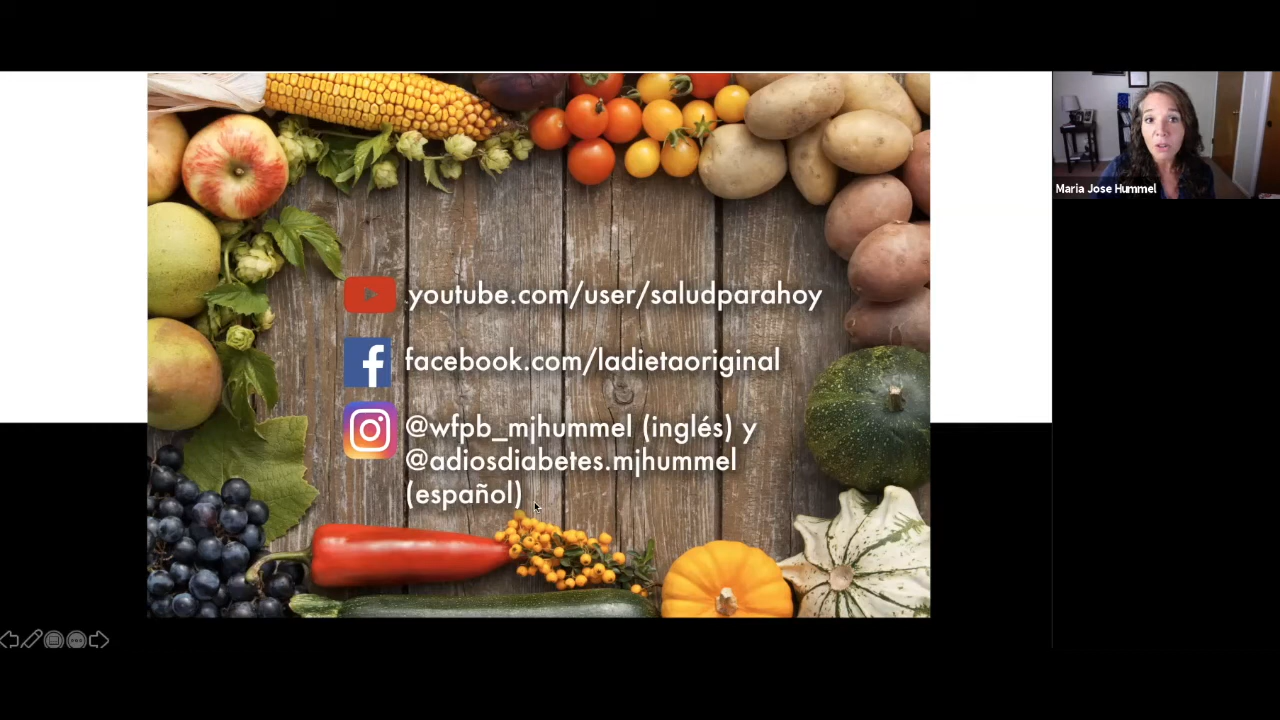 youtube.com/user/saludparahoy
facebook.com/ladietaoriginal
@wfpb_mjhummel (inglés) y
@adiosdiabetes.mjhummel
(español)
Maria Jose Hummel